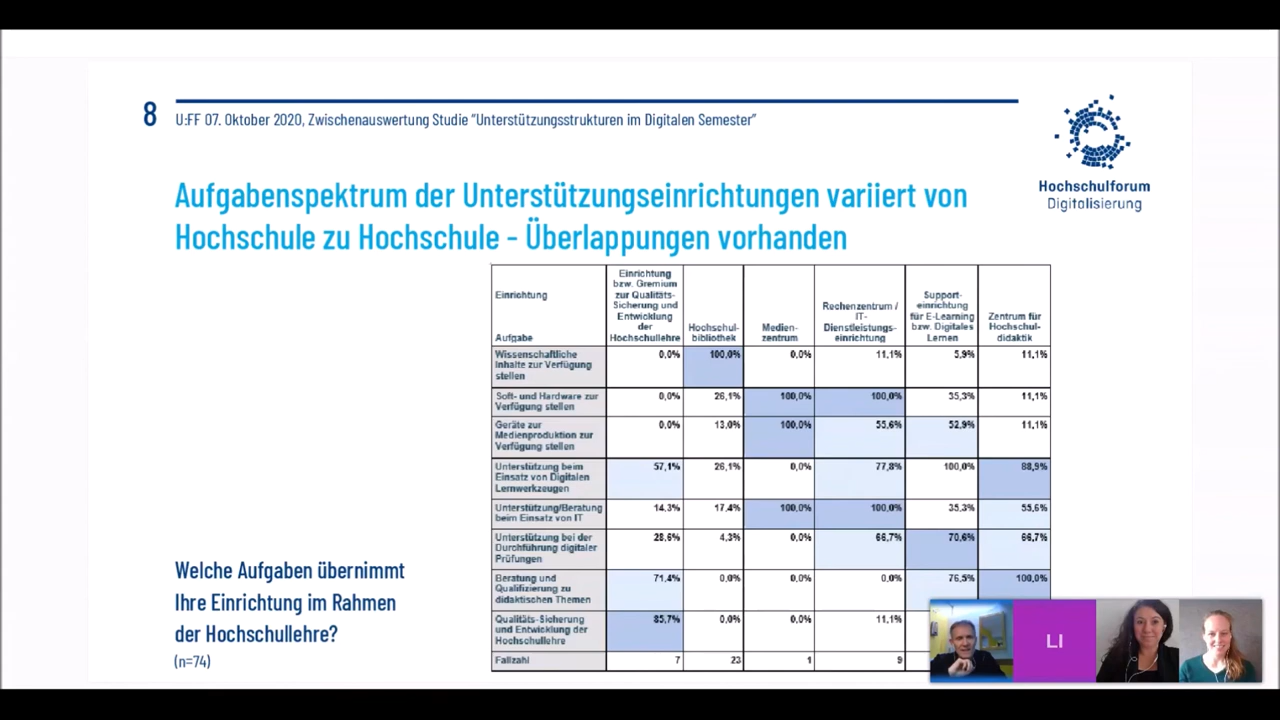 8
U:FF 07. Oktober 2020, Zwischenauswertung Studie "Unterstützungsstrukturen im Digitalen Semester"
Hochschulforum
Digitalisierung
Aufgabenspektrum der Unterstützungseinrichtungen variiert von
Hochschule zu Hochschule - Überlappungen vorhanden
Einrichtung
Aufgabe
Einrichtung
bzw. Gremium
zur Qualitäts-
Sicherung und
Entwicklung
der
Hochschullehre
Hochschul-
bibliothek
Medien-
zentrum
Rechenzentrum /
IT-
Dienstleistungs-
einrichtung
Support-
einrichtung
für E-Learning
bzw. Digitales
Lernen
Zentrum für
Hochschul-
didaktik
Wissenschaftliche 0,0% 100,0% 0,0% 11,1% 5,9% 11,1%
Inhalte zur Verfügung
stellen
Soft- und Hardware zur 0,0% 26,1% 100,0% 100,0% 35,3% 11,1%
Verfügung stellen
Geräte zur 0,0% 13,0% 100,0% 55,6% 52,9% 11,1%
Medienproduktion zur
Verfügung stellen
Unterstützung beim 57,1% 26,1% 0,0% 77,8% 100,0% 88,9%
Einsatz von Digitalen
Lernwerkzeugen
Unterstützung/Beratung 14,3% 17,4% 100,0% 100,0% 35,3% 55,6%
beim Einsatz von IT
Unterstützung bei der 28,6% 4,3% 0,0% 66,7% 70,6% 66,7%
Durchführung digitaler
Prüfungen
Beratung und 71,4% 0,0% 0,0% 0,0% 76,5% 100,0%
Qualifizierung zu
didaktischen Themen
Qualitäts-Sicherung 85,7% 0,0% 0,0% 11,1%
und Entwicklung der
Hochschullehre
Fallzahl 7 23 1 9
Welche Aufgaben übernimmt
Ihre Einrichtung im Rahmen
der Hochschullehre?
(n=74)
LI